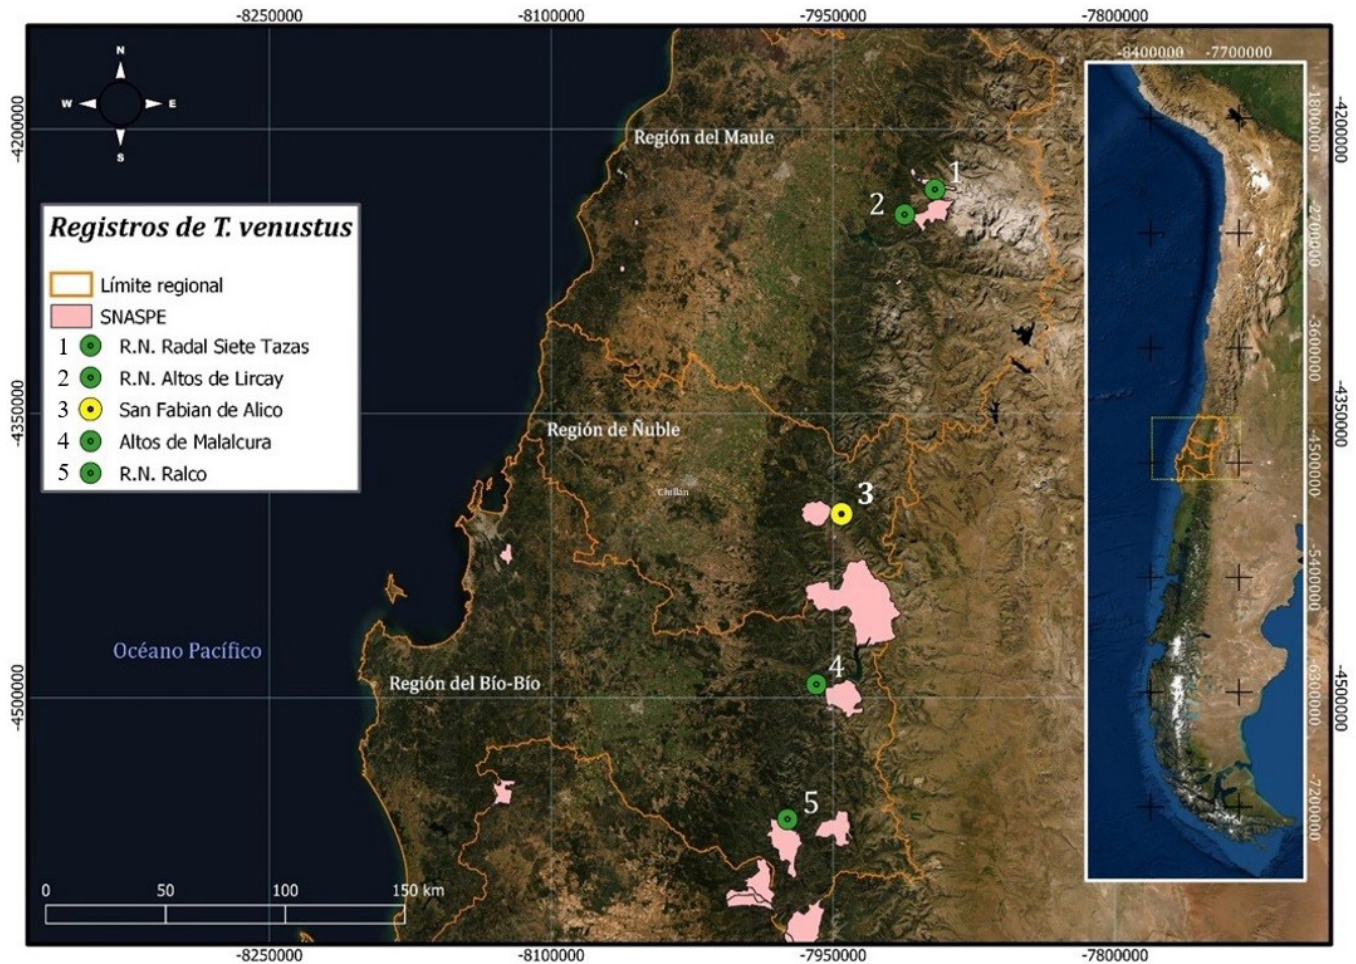 -8250000
-8100000
-7950000
-7800000
-8400000
-7700000
N
W
E
S
-4200000
-4200000
-1800000
Región del Maule
1
2
Registros de T. venustus
Límite regional
SNASPE
1 R.N. Radal Siete Tazas
2 R.N. Altos de Lircay
3 San Fabian de Alico
4 Altos de Malalcura
5 R.N. Ralco
-2700000
-3600000
-4350000
-4350000
Región de Ñuble
-4500000
Chillán
3
-5400000
Océano Pacífico
4
Región del Bío-Bío
-4500000
-4500000
-6300000
5
-7200000
0
50
100
150 km
-8250000
-8100000
-7950000
-7800000